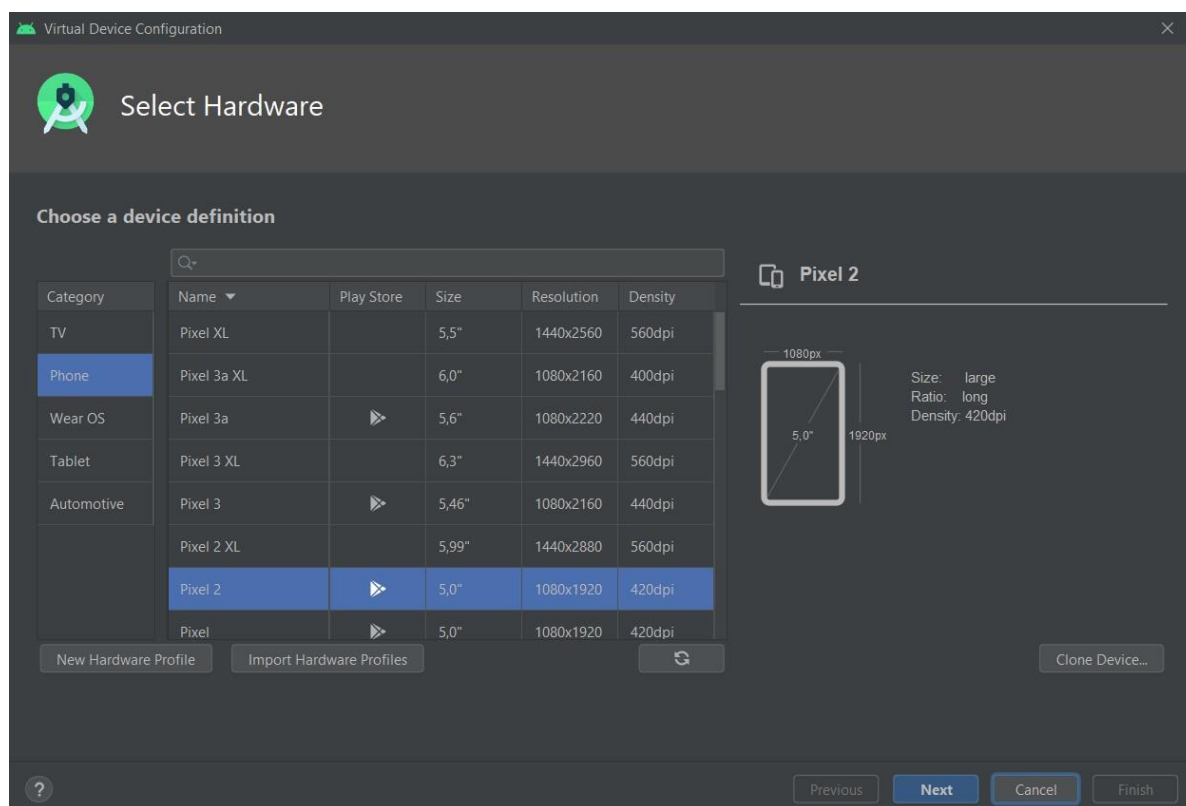 Virtual Device Configuration
Select Hardware
Choose a device definition
Category
TV
Phone
Wear OS
Tablet
Automotive
Name Play Store Size Resolution Density
Pixel XL 5,5" 1440x2560 560dpi
Pixel 3a XL 6,0" 1080x2160 400dpi
Pixel 3a 5,6" 1080x2220 440dpi
Pixel 3 XL 6,3" 1440x2960 560dpi
Pixel 3 5,46" 1080x2160 440dpi
Pixel 2 XL 5,99" 1440x2880 560dpi
Pixel 2 5,0" 1080x1920 420dpi
Pixel 5,0" 1080x1920 420dpi
New Hardware Profile Import Hardware Profiles
Pixel 2
1080px
5,0" 1920px
Size: large
Ratio: long
Density: 420dpi
Clone Device...
? Previous Next Cancel Finish